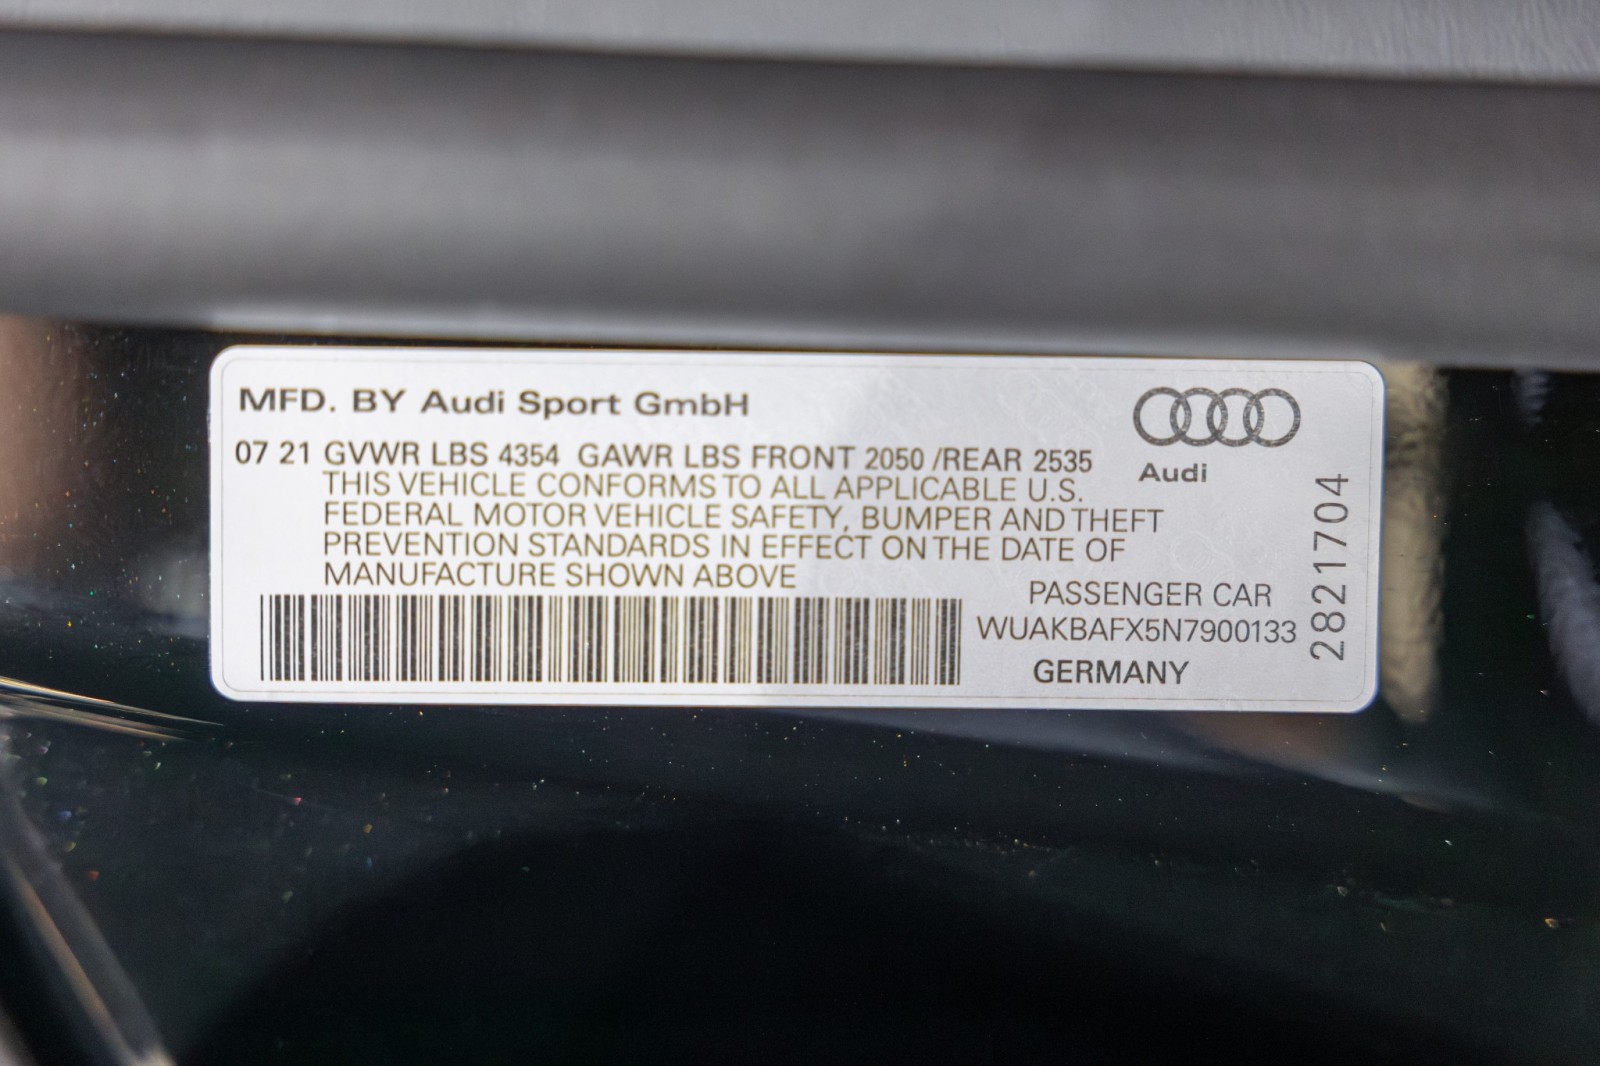 MFD. BY Audi Sport GmbH
07 21 GVWR LBS 4354 GAWR LBS FRONT 2050 /REAR 2535
THIS VEHICLE CONFORMS TO ALL APPLICABLE U.S.
FEDERAL MOTOR VEHICLE SAFETY, BUMPER AND THEFT
PREVENTION STANDARDS IN EFFECT ON THE DATE OF
MANUFACTURE SHOWN ABOVE
Audi
PASSENGER CAR
WUAKBAFX5N7900133
GERMANY
2821704